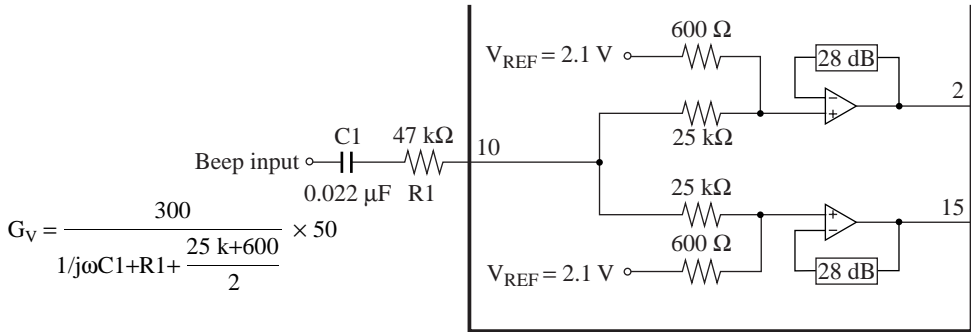 600 Ω
V_REF = 2.1 V
28 dB
2
C1
47 kΩ
10
25 kΩ
Beep input
0.022 μF
R1
25 kΩ
15
G_V = 300 / (1/jωC1+R1+ (25 k+600)/2) × 50
600 Ω
V_REF = 2.1 V
28 dB